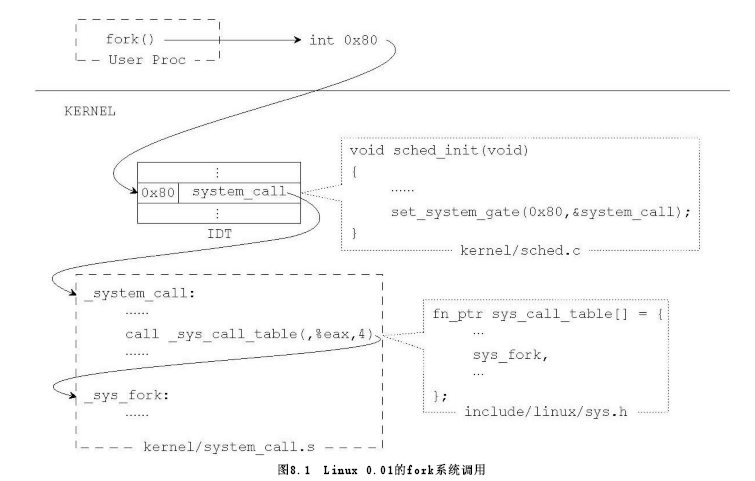 fork()
int 0x80
User Proc
KERNEL
void sched_init(void)
{
⋮
......
0x80 system_call
set_system_gate(0x80,&system_call);
⋮
}
IDT
kernel/sched.c
_system_call:
......
fn_ptr sys_call_table[] = {
...
call _sys_call_table(,%eax,4)
sys_fork,
......
...
_sys_fork:
};
......
include/linux/sys.h
kernel/system_call.s
图8.1 Linux 0.01的fork系统调用